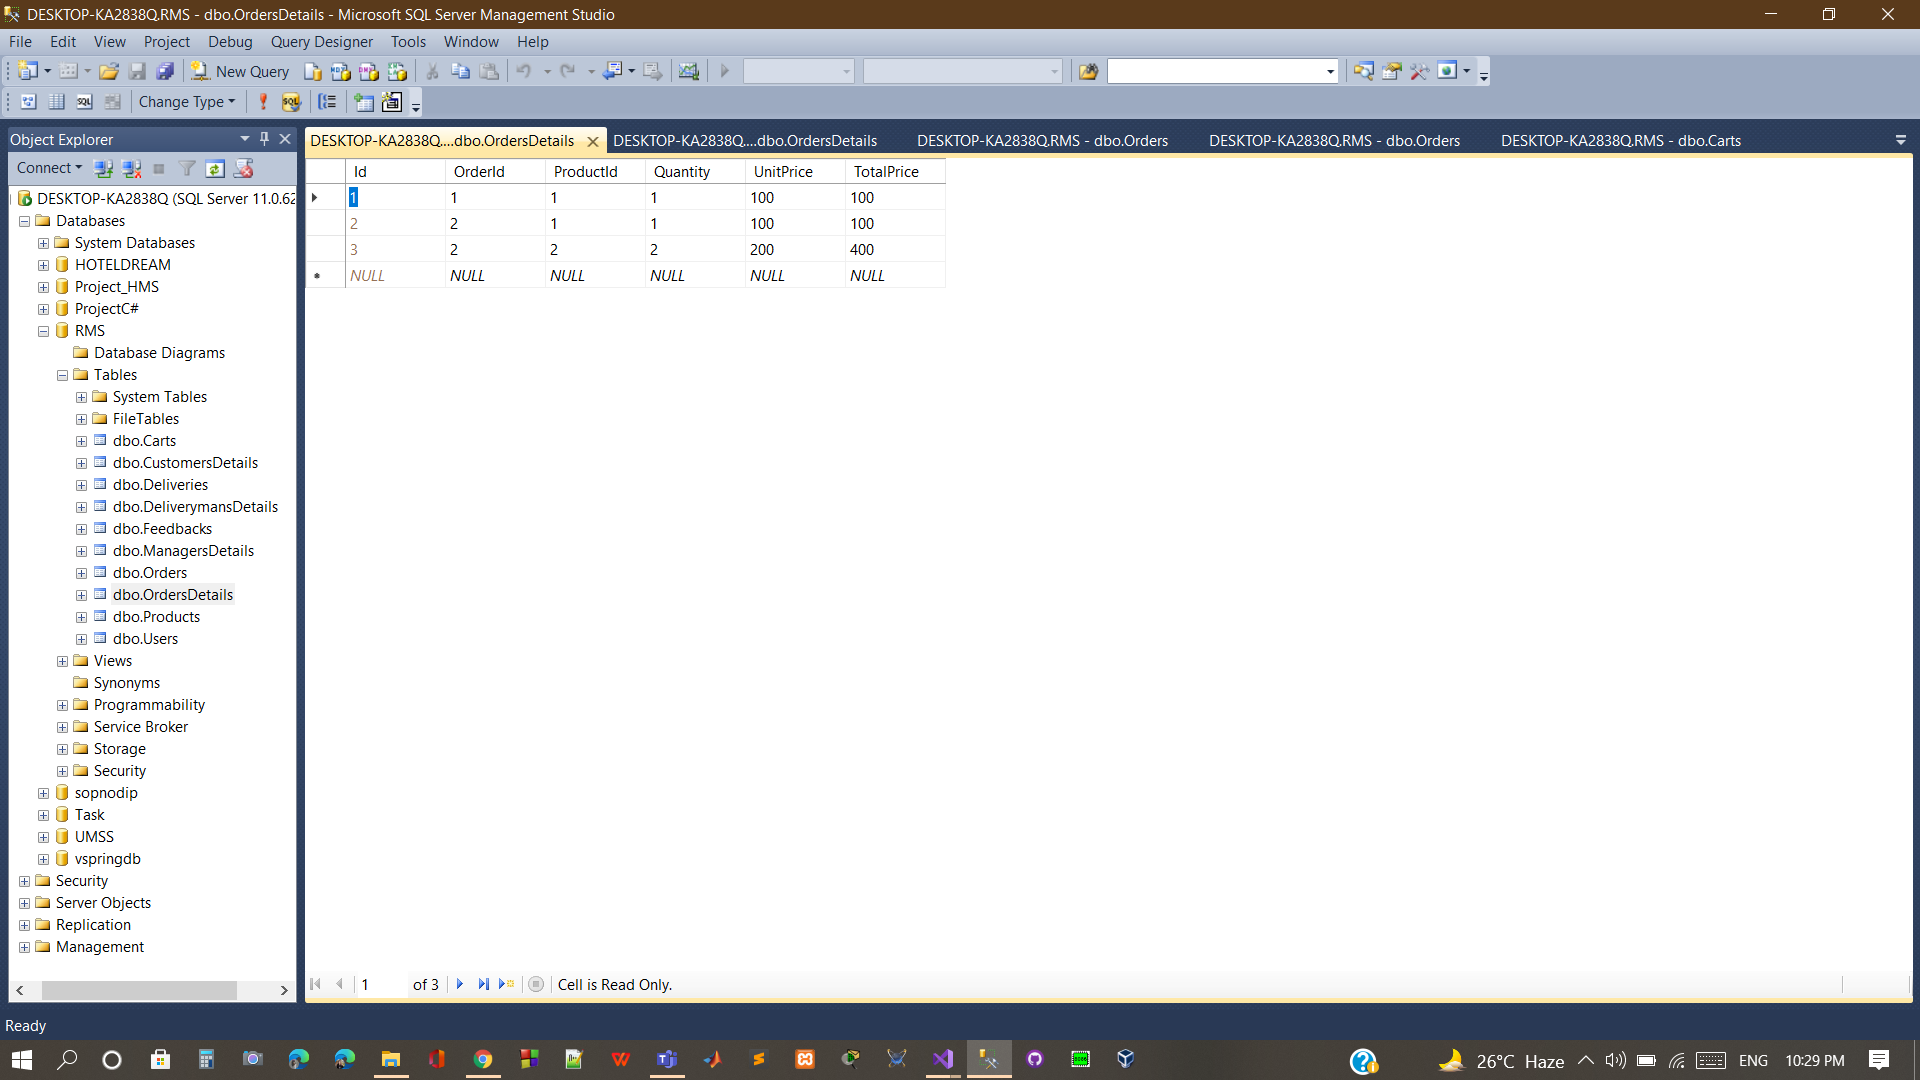 DESKTOP-KA2838Q.RMS - dbo.OrdersDetails - Microsoft SQL Server Management Studio
File Edit View Project Debug Query Designer Tools Window Help
New Query
Change Type
Object Explorer
Connect
DESKTOP-KA2838Q (SQL Server 11.0.62
Databases
System Databases
HOTELDREAM
Project_HMS
ProjectC#
RMS
Database Diagrams
Tables
System Tables
FileTables
dbo.Carts
dbo.CustomersDetails
dbo.Deliveries
dbo.DeliverymansDetails
dbo.Feedbacks
dbo.ManagersDetails
dbo.Orders
dbo.OrdersDetails
dbo.Products
dbo.Users
Views
Synonyms
Programmability
Service Broker
Storage
Security
sopnodip
Task
UMSS
vspringdb
Security
Server Objects
Replication
Management
DESKTOP-KA2838Q....dbo.OrdersDetails DESKTOP-KA2838Q....dbo.OrdersDetails DESKTOP-KA2838Q.RMS - dbo.Orders DESKTOP-KA2838Q.RMS - dbo.Orders DESKTOP-KA2838Q.RMS - dbo.Carts
Id OrderId ProductId Quantity UnitPrice TotalPrice
1 1 1 1 100 100
2 2 1 1 100 100
3 2 2 2 200 400
NULL NULL NULL NULL NULL NULL
1 of 3 Cell is Read Only.
Ready
26°C Haze ENG 10:29 PM